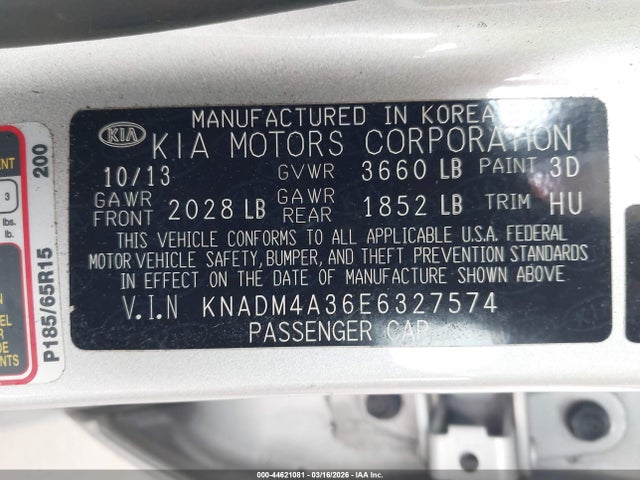 MANUFACTURED IN KOREA
KIA KIA MOTORS CORPORATION
10/13 GVWR 3660 LB PAINT 3D
GAWR FRONT 2028 LB GAWR REAR 1852 LB TRIM HU
THIS VEHICLE CONFORMS TO ALL APPLICABLE U.S.A. FEDERAL
MOTOR VEHICLE SAFETY, BUMPER, AND THEFT PREVENTION STANDARDS
IN EFFECT ON THE DATE OF MANUFACTURE SHOWN ABOVE
V.I.N KNADM4A36E6327574
PASSENGER CAR
P185/65R15 200
3
lbs.
lb.
000-44621081 - 03/16/2026 - IAA Inc.